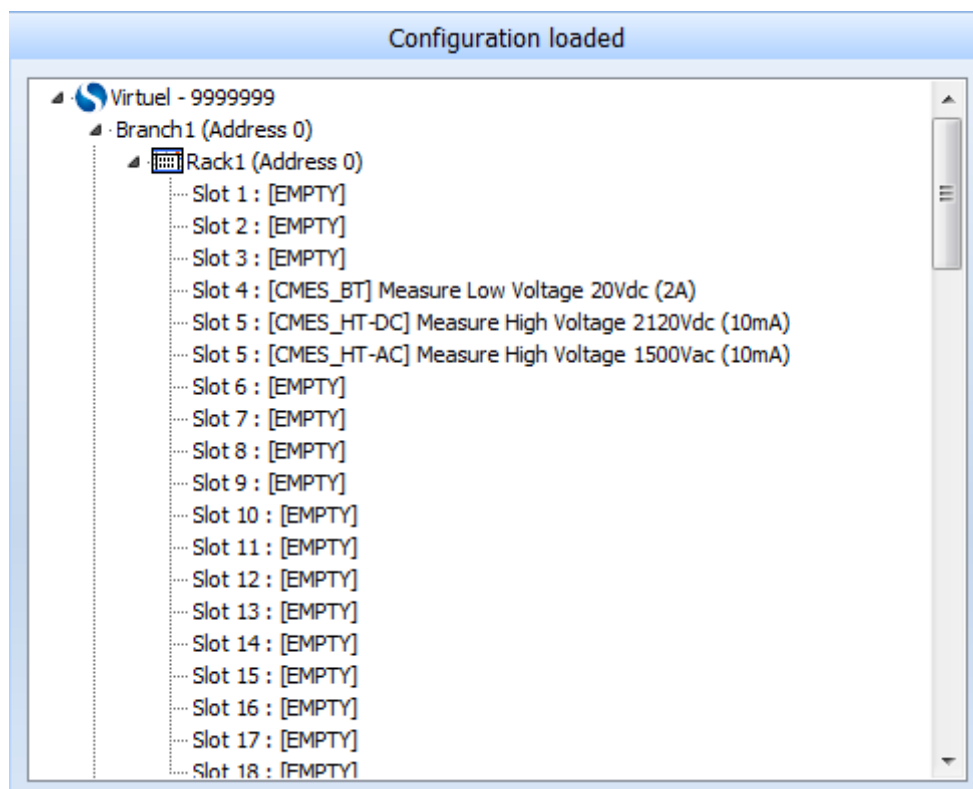 Configuration loaded
Virtuel - 9999999
Branch1 (Address 0)
Rack1 (Address 0)
Slot 1 : [EMPTY]
Slot 2 : [EMPTY]
Slot 3 : [EMPTY]
Slot 4 : [CMES_BT] Measure Low Voltage 20Vdc (2A)
Slot 5 : [CMES_HT-DC] Measure High Voltage 2120Vdc (10mA)
Slot 5 : [CMES_HT-AC] Measure High Voltage 1500Vac (10mA)
Slot 6 : [EMPTY]
Slot 7 : [EMPTY]
Slot 8 : [EMPTY]
Slot 9 : [EMPTY]
Slot 10 : [EMPTY]
Slot 11 : [EMPTY]
Slot 12 : [EMPTY]
Slot 13 : [EMPTY]
Slot 14 : [EMPTY]
Slot 15 : [EMPTY]
Slot 16 : [EMPTY]
Slot 17 : [EMPTY]
Slot 18 : [EMPTY]